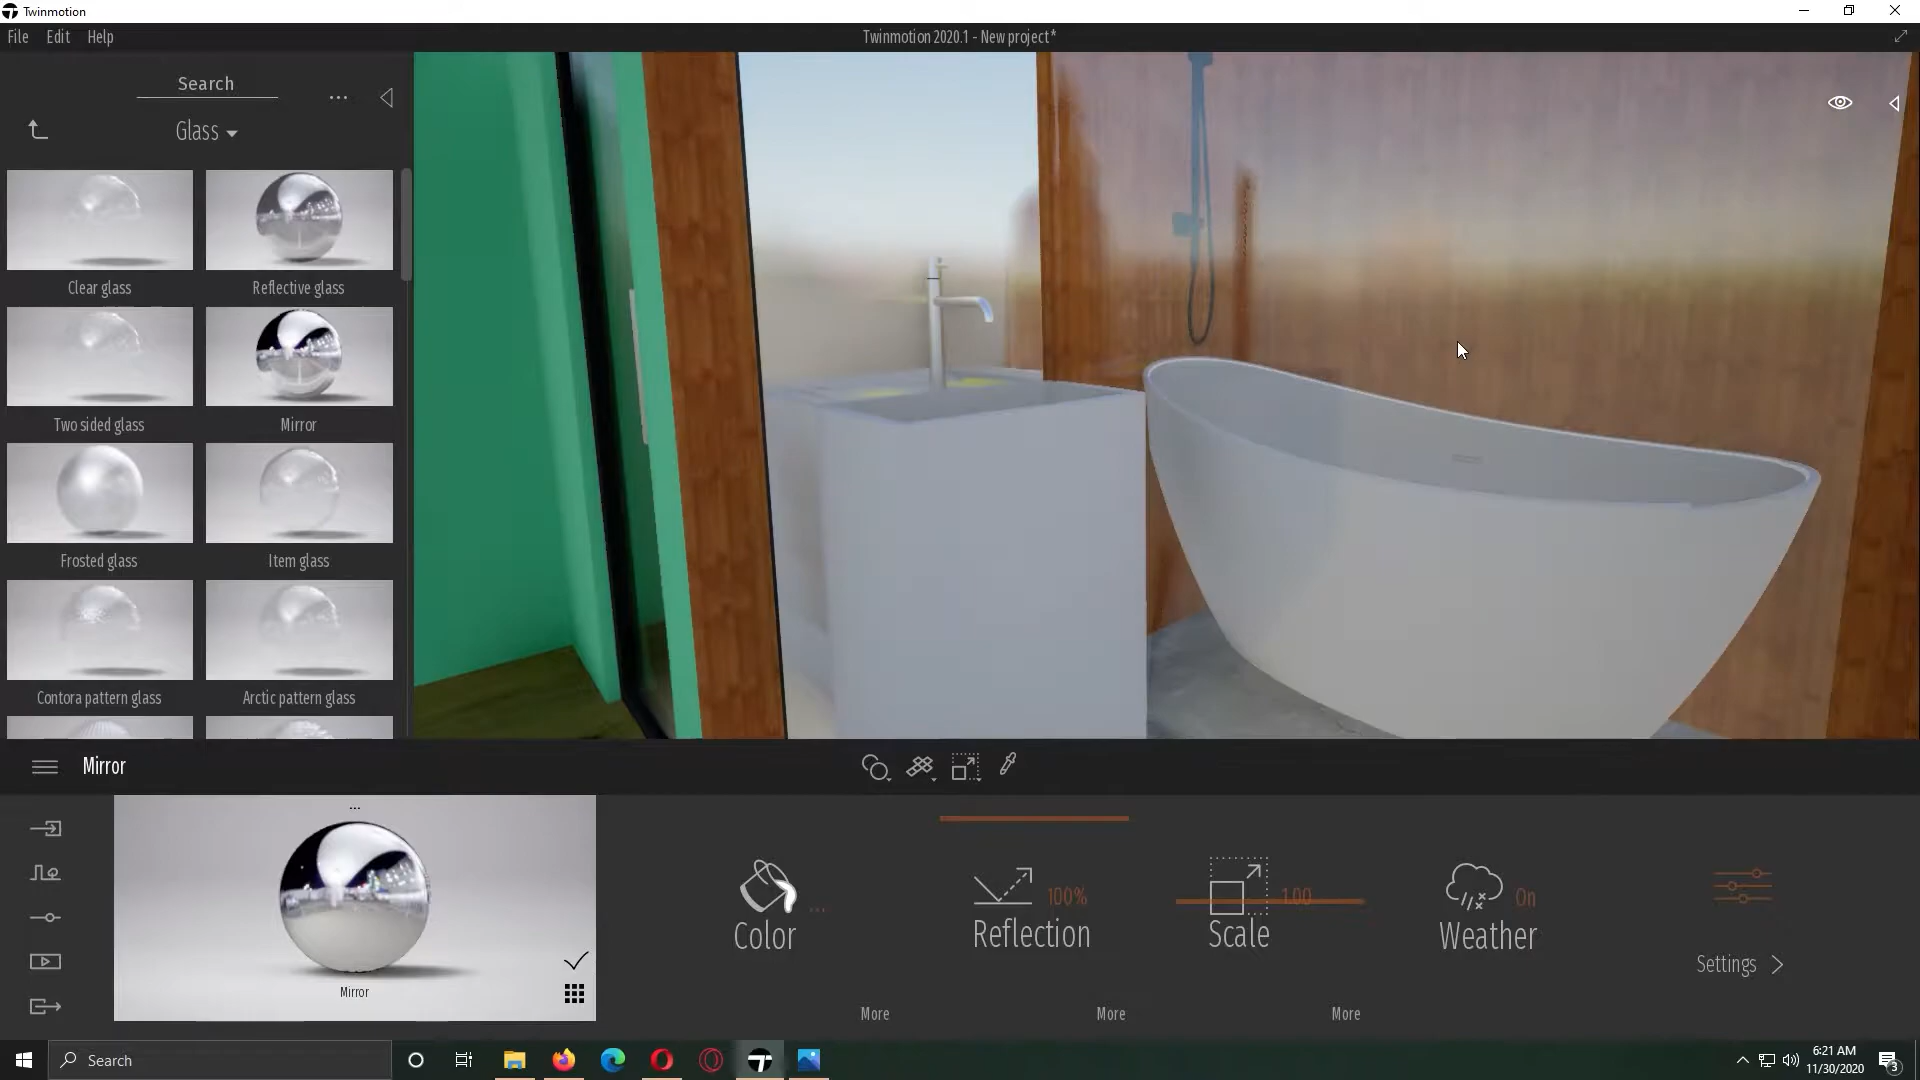 Twinmotion
File Edit Help
Twinmotion 2020.1 - New project*
Search
...
Glass
Clear glass
Reflective glass
Two sided glass
Mirror
Frosted glass
Item glass
Contora pattern glass
Arctic pattern glass
Mirror
...
Mirror
Color ...
Reflection 100%
Scale 1.00
Weather On
Settings
More
More
More
Search
6:21 AM
11/30/2020
3